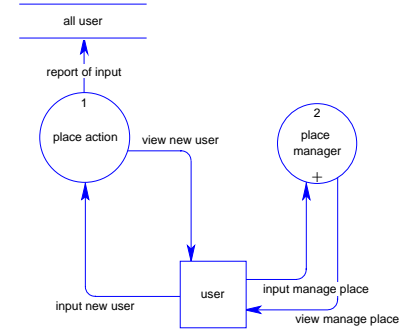 all user
report of input
1
place action
view new user
2
place
manager
+
user
input new user
input manage place
view manage place